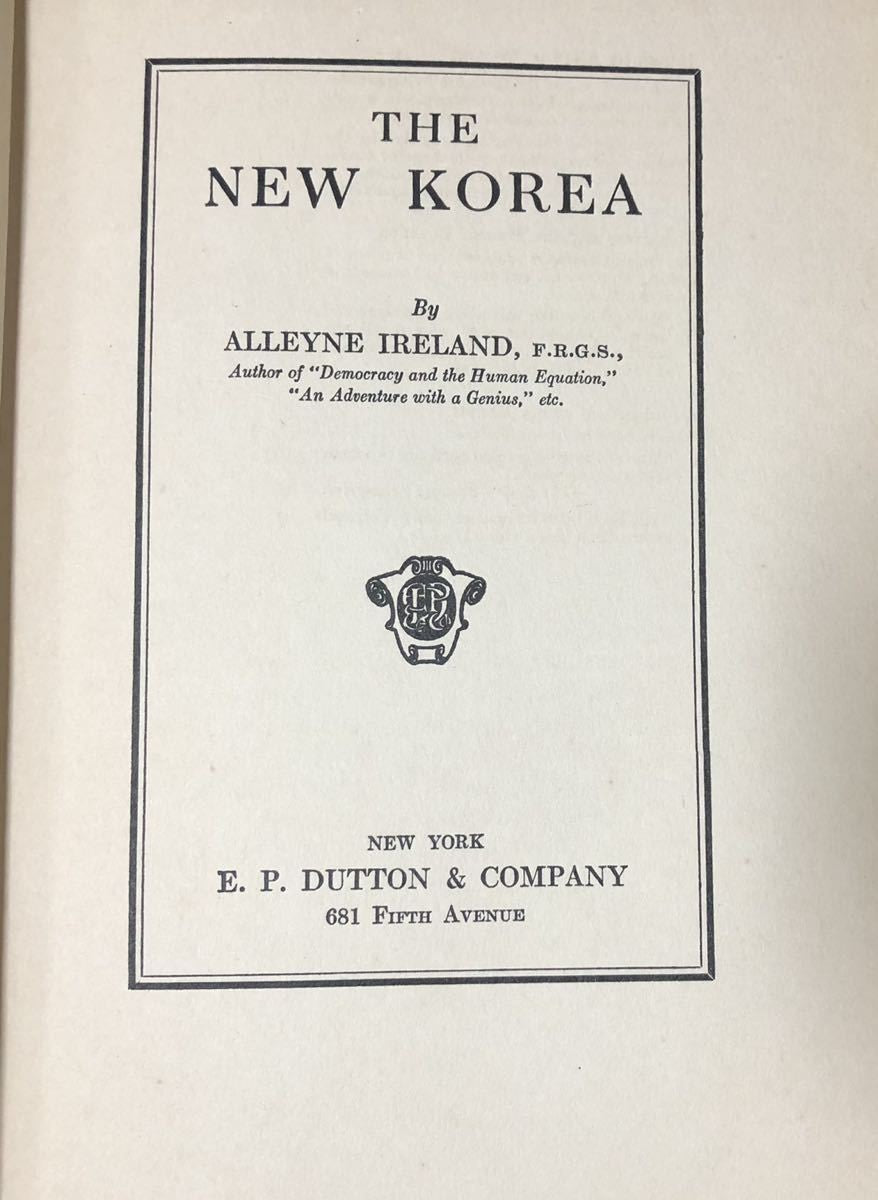 THE
NEW KOREA
By
ALLEYNE IRELAND, F.R.G.S.,
Author of "Democracy and the Human Equation,"
"An Adventure with a Genius," etc.
NEW YORK
E. P. DUTTON & COMPANY
681 FIFTH AVENUE